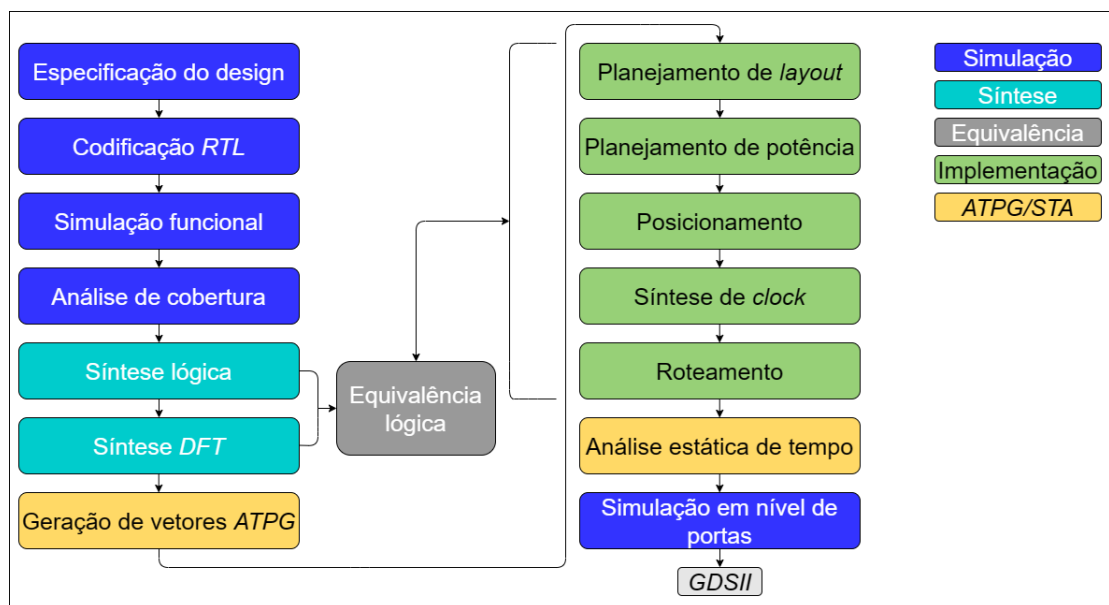 Especificação do design
Codificação RTL
Simulação funcional
Análise de cobertura
Síntese lógica
Síntese DFT
Geração de vetores ATPG
Equivalência
lógica
Planejamento de layout
Planejamento de potência
Posicionamento
Síntese de clock
Roteamento
Análise estática de tempo
Simulação em nível de
portas
GDSII
Simulação
Síntese
Equivalência
Implementação
ATPG/STA